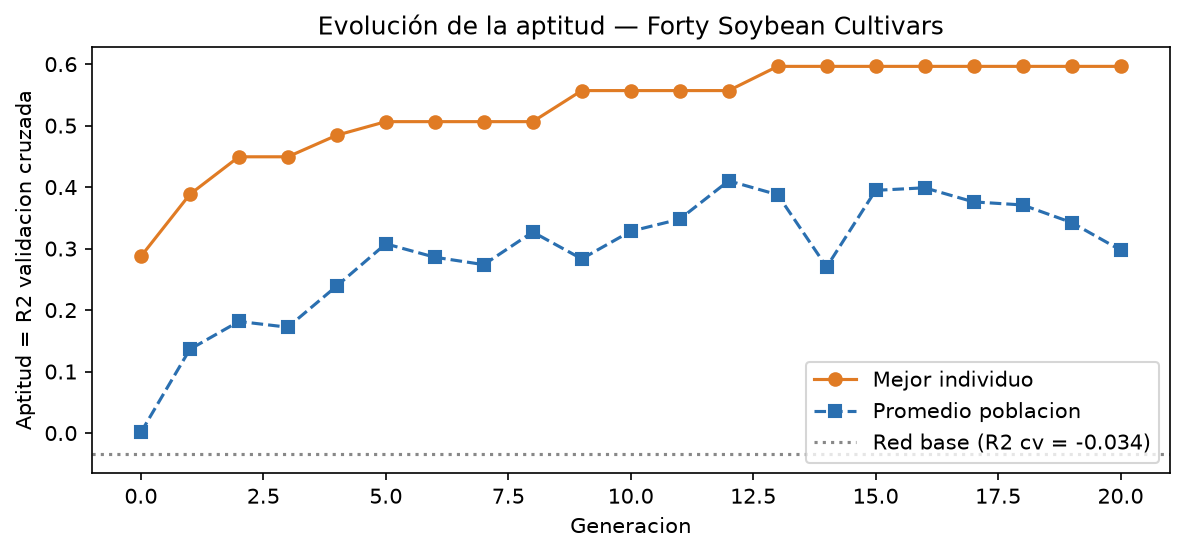 Evolución de la aptitud — Forty Soybean Cultivars
Aptitud = R2 validacion cruzada
0.6
0.5
0.4
0.3
0.2
0.1
0.0
Mejor individuo
Promedio poblacion
Red base (R2 cv = -0.034)
0.0 2.5 5.0 7.5 10.0 12.5 15.0 17.5 20.0
Generacion